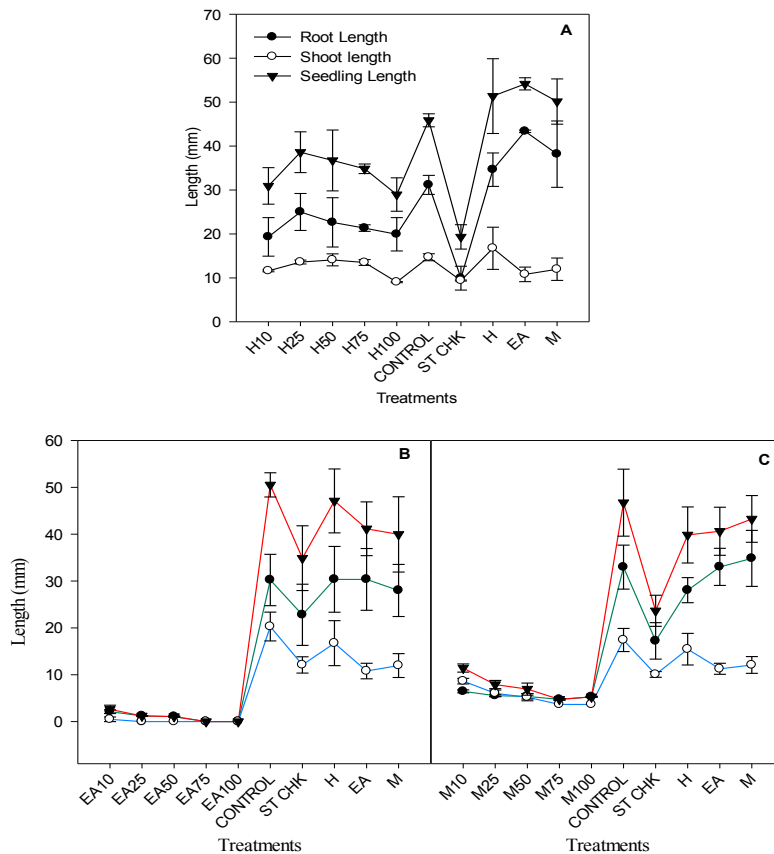 70
60
50
40
30
20
10
0
Length (mm)
A
Root Length
Shoot length
Seedling Length
H10
H25
H50
H75
H100
CONTROL
ST CHK
H
EA
M
Treatments
60
50
40
30
20
10
0
Length (mm)
B
EA10
EA25
EA50
EA75
EA100
CONTROL
ST CHK
H
EA
M
Treatments
C
M10
M25
M50
M75
M100
CONTROL
ST CHK
H
EA
M
Treatments